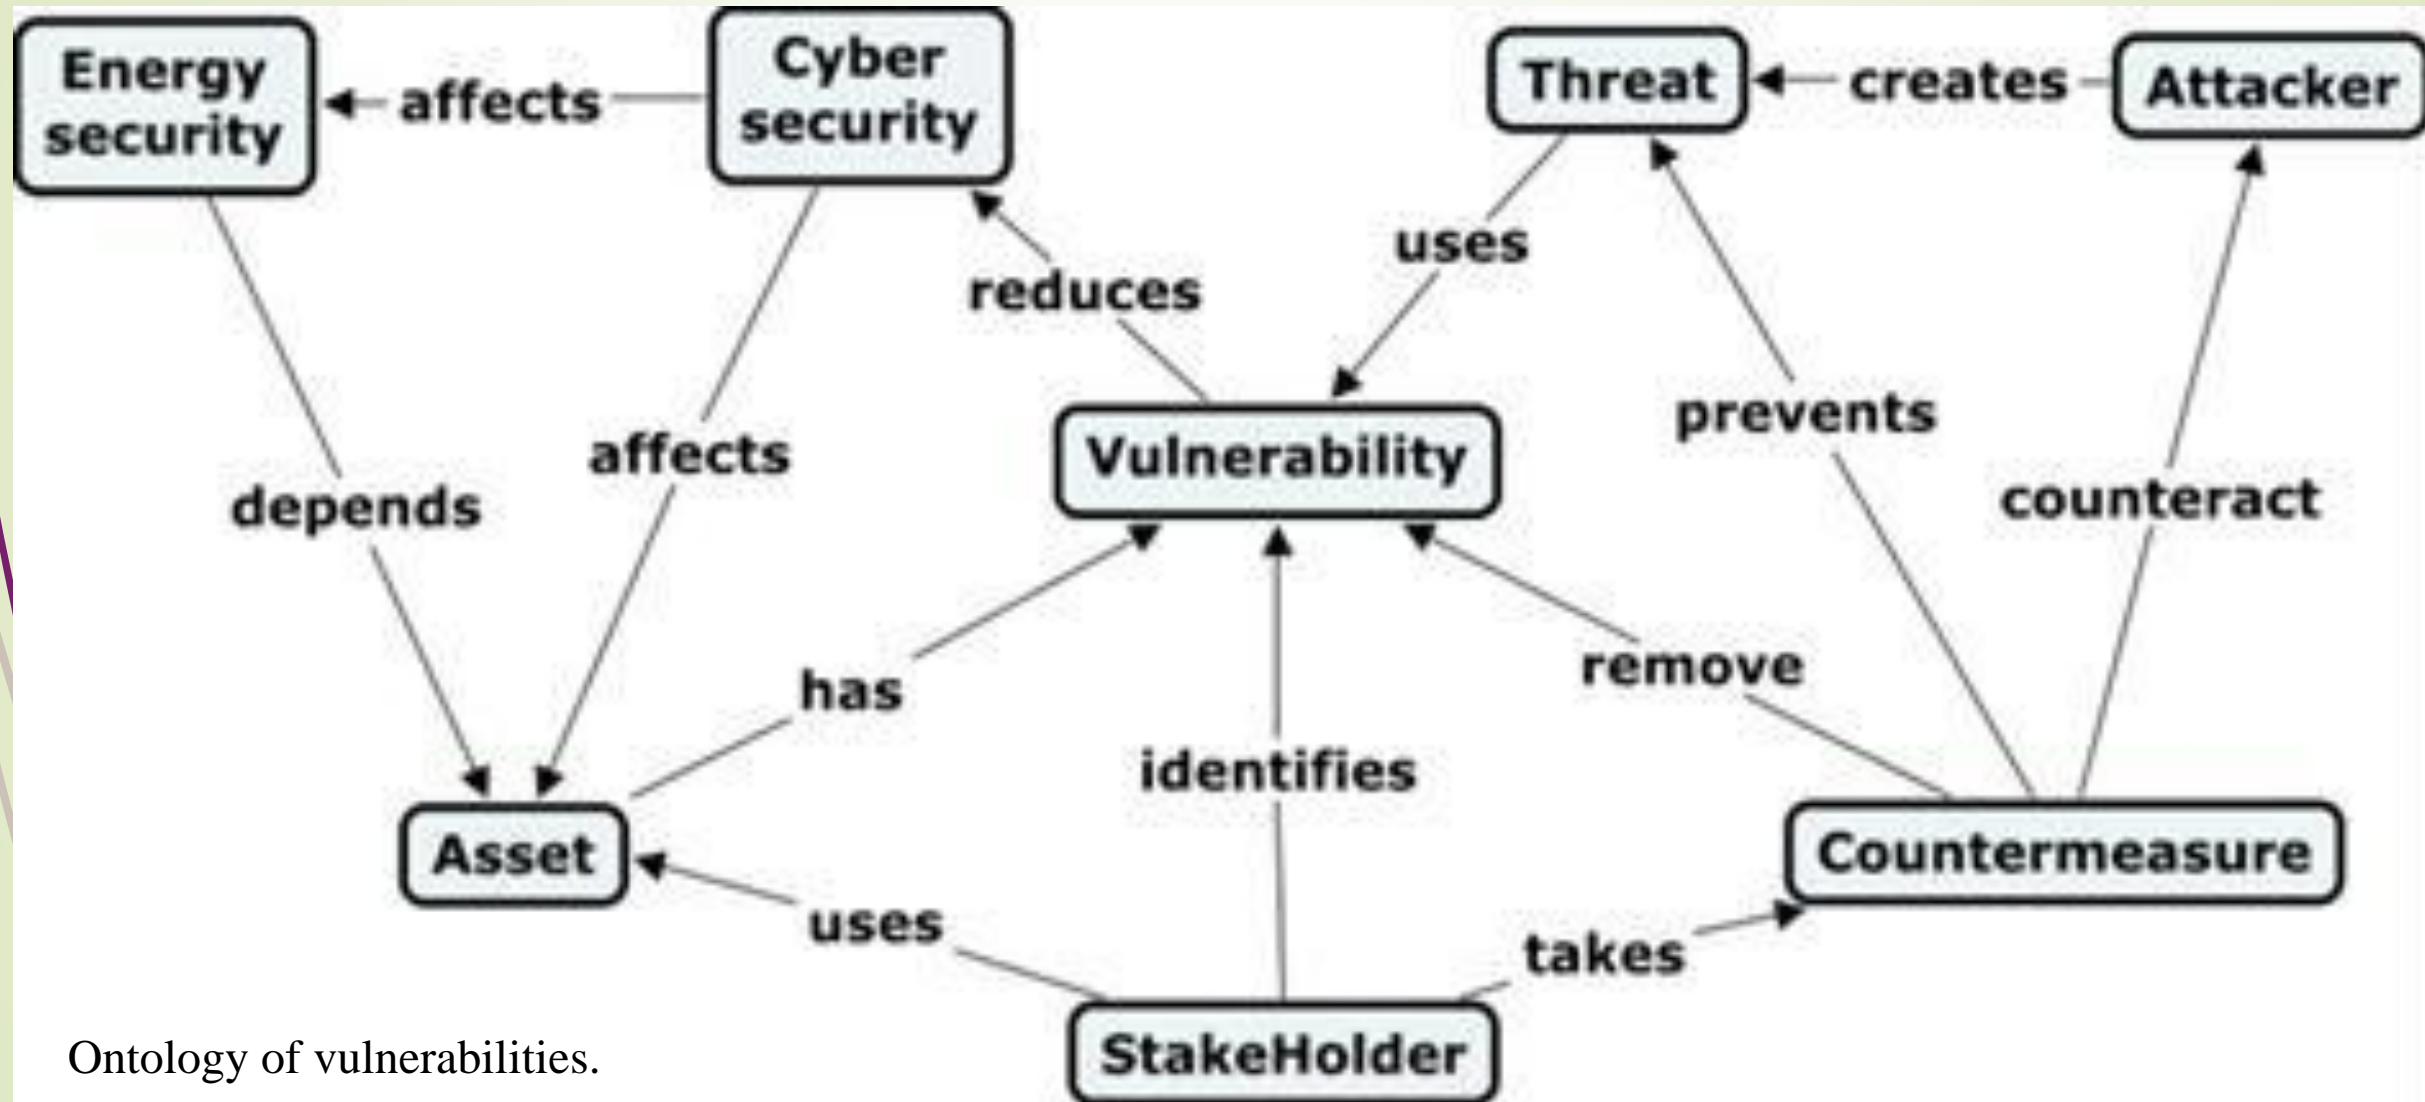 Energy
security
affects
Cyber
security
Threat
creates
Attacker
uses
reduces
prevents
affects
Vulnerability
depends
counteract
has
remove
identifies
Asset
Countermeasure
uses
takes
StakeHolder
Ontology of vulnerabilities.